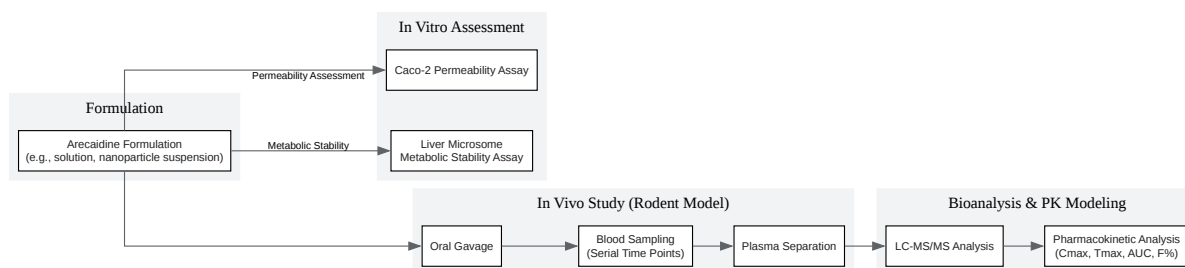 In Vitro Assessment
Caco-2 Permeability Assay
Permeability Assessment
Formulation
Arecaidine Formulation
(e.g., solution, nanoparticle suspension)
Metabolic Stability
Liver Microsome
Metabolic Stability Assay
In Vivo Study (Rodent Model)
Oral Gavage
Blood Sampling
(Serial Time Points)
Plasma Separation
Bioanalysis & PK Modeling
LC-MS/MS Analysis
Pharmacokinetic Analysis
(Cmax, Tmax, AUC, F%)